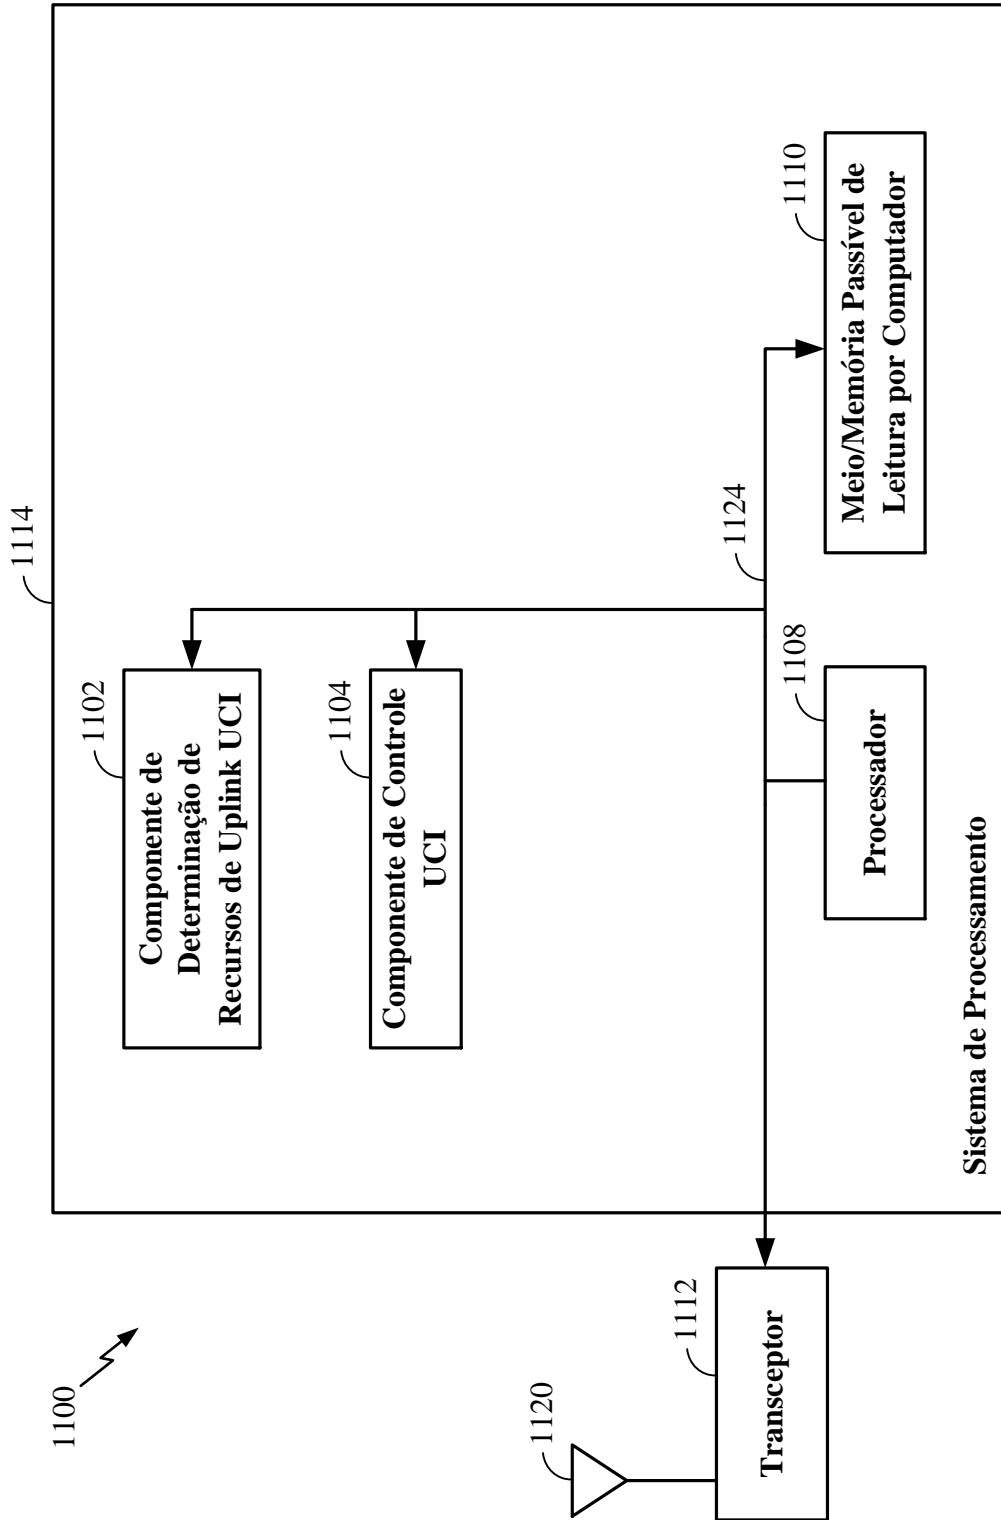 1100
1114
1102
Componente de
Determinação de
Recursos de Uplink UCI
1104
Componente de Controle
UCI
1120
1112
Transceptor
1124
1108
Processador
1110
Meio/Memória Passível de
Leitura por Computador
Sistema de Processamento